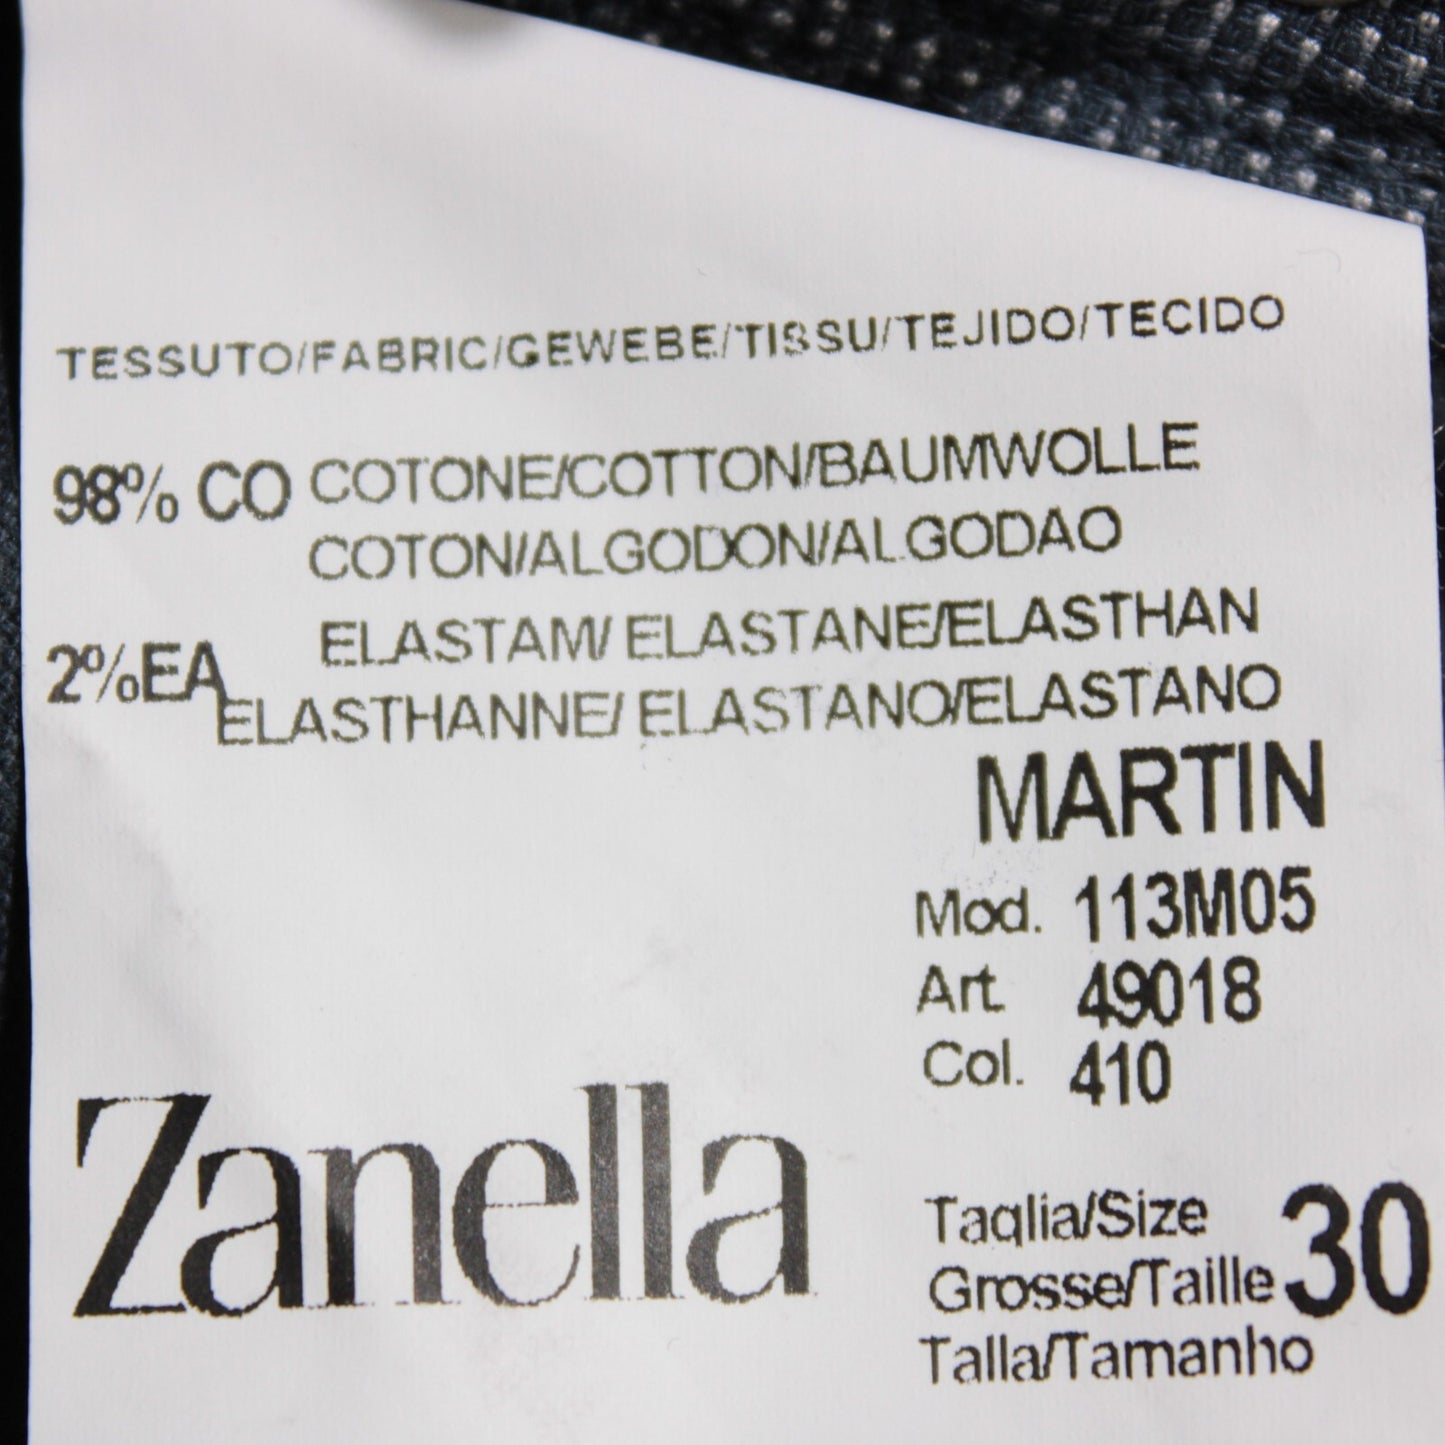 TESSUTO/FABRIC/GEWEBE/TISSU/TEJIDO/TECIDO
98% CO COTONE/COTTON/BAUMWOLLE
COTON/ALGODON/ALGODAO
2%EA ELASTAM/ ELASTANE/ELASTHAN
ELASTHANNE/ ELASTANO/ELASTANO
MARTIN
Mod. 113M05
Art. 49018
Col. 410
Zanella
Taglia/Size
Grosse/Taille 30
Talla/Tamanho